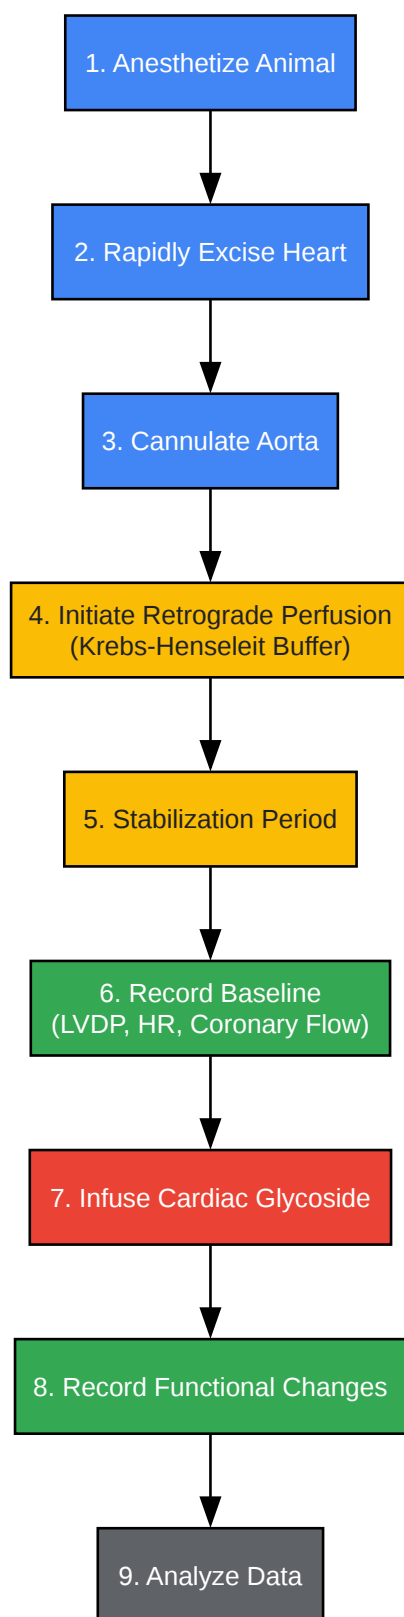 1. Anesthetize Animal
2. Rapidly Excise Heart
3. Cannulate Aorta
4. Initiate Retrograde Perfusion
(Krebs-Henseleit Buffer)
5. Stabilization Period
6. Record Baseline
(LVDP, HR, Coronary Flow)
7. Infuse Cardiac Glycoside
8. Record Functional Changes
9. Analyze Data